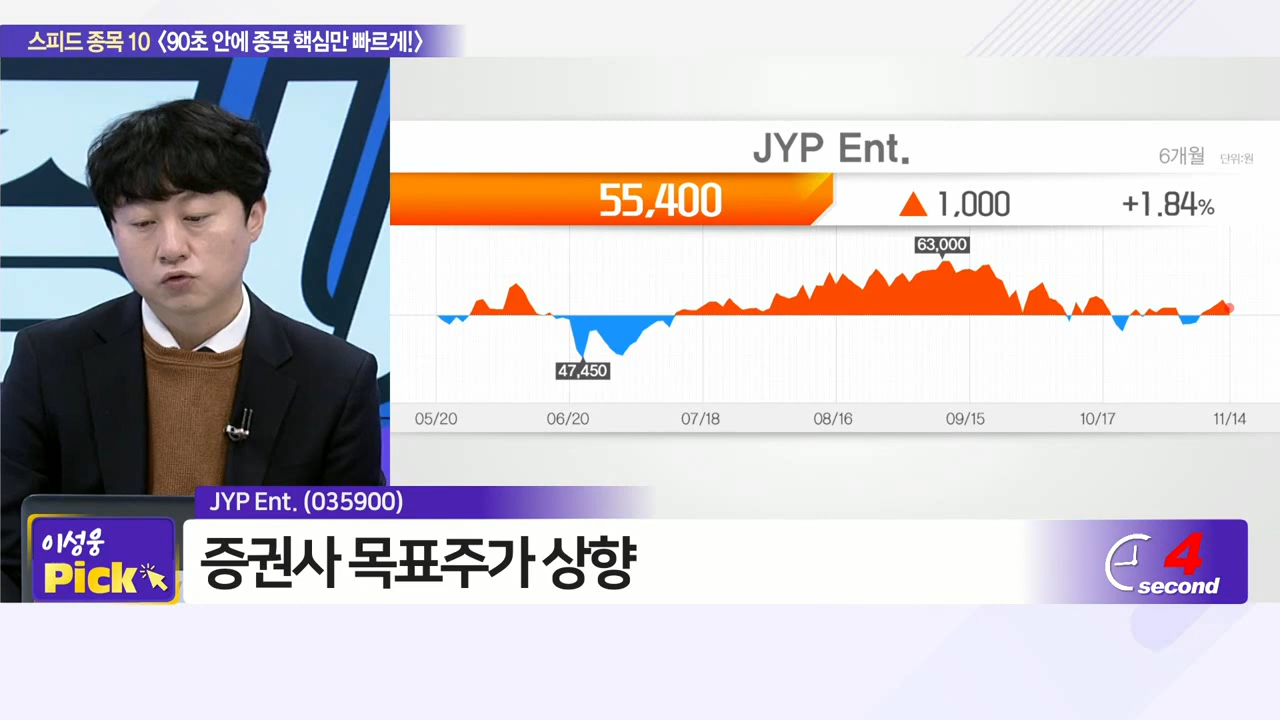 스피드 종목 10 〈90초 안에 종목 핵심만 빠르게!〉
JYP Ent.
6개월 단위:원
55,400 ▲ 1,000 +1.84%
63,000
47,450
05/20 06/20 07/18 08/16 09/15 10/17 11/14
JYP Ent. (035900)
이성웅
Pick
증권사 목표주가 상향
4
second